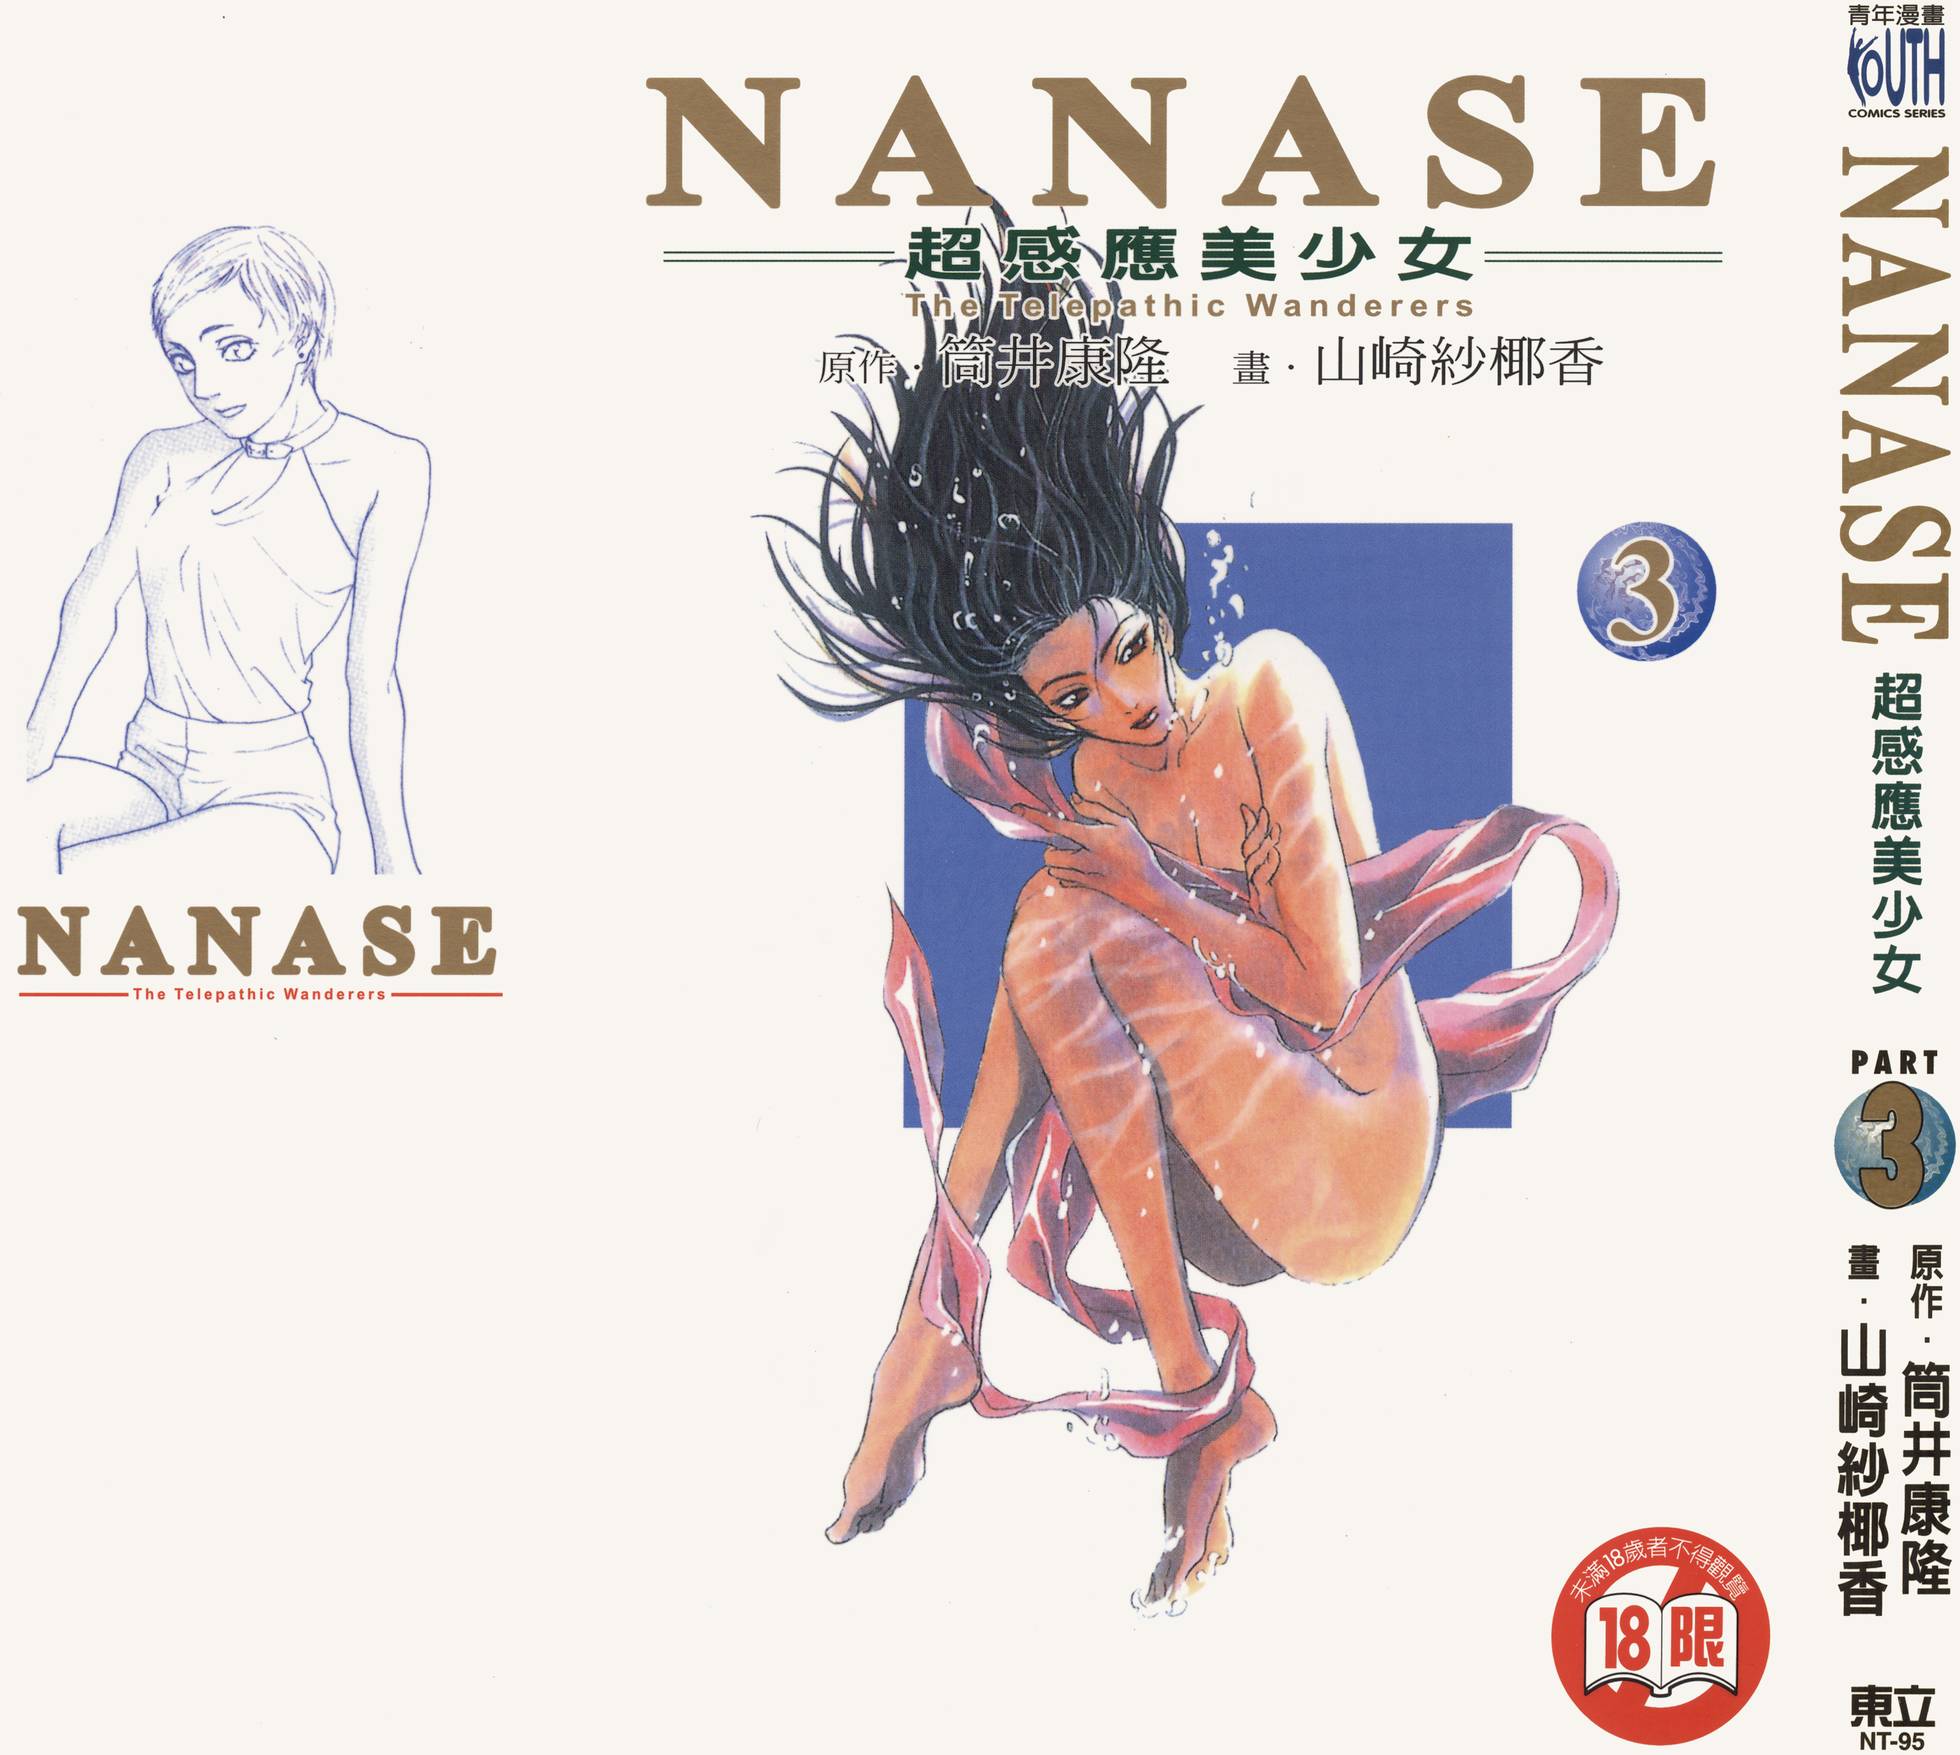 NANASE
超感應美少女
The Telepathic Wanderers
原作·筒井康隆 畫·山崎紗椰香
3
NANASE
The Telepathic Wanderers
未滿18歲者不得觀覽
18限
青年漫畫
YOUTH
COMICS SERIES
NANASE
超感應美少女
PART
3
原作·筒井康隆
畫·山崎紗椰香
東立
NT-95